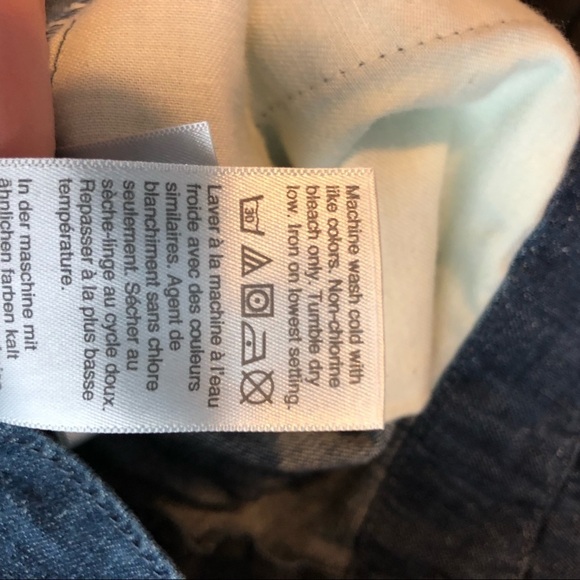 Machine wash cold with
like colors. Non-chlorine
bleach only. Tumble dry
low. Iron on lowest setting.
30
Laver à la machine à l'eau
froide avec des couleurs
similaires. Agent de
blanchiment sans chlore
seulement. Sécher au
sèche-linge au cycle doux.
Repasser à la plus basse
température.
In der maschine mit
ähnlichen farben kalt